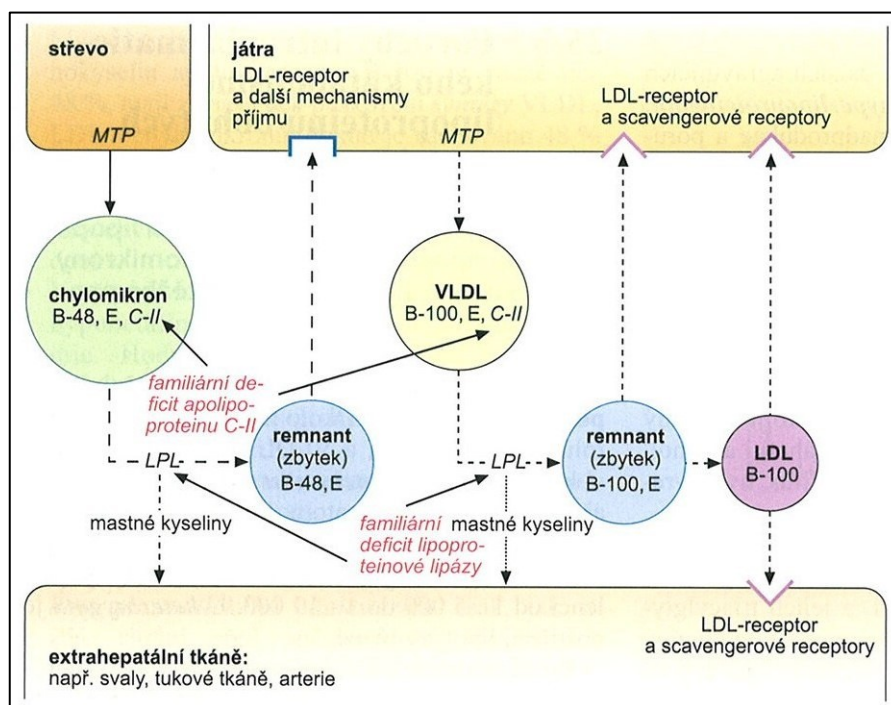 střevo
MTP
játra
LDL-receptor
a další mechanismy
příjmu
MTP
LDL-receptor
a scavengerové receptory
chylomikron
B-48, E, C-II
VLDL
B-100, E, C-II
familiární de-
ficit apolipo-
proteinu C-II
remnant
(zbytek)
B-48, E
LPL
mastné kyseliny
LPL
mastné kyseliny
remnant
(zbytek)
B-100, E
LDL
B-100
familiární
deficit lipopro-
teinové lipázy
LDL-receptor
a scavengerové receptory
extrahepatální tkáně:
např. svaly, tukové tkáně, arterie